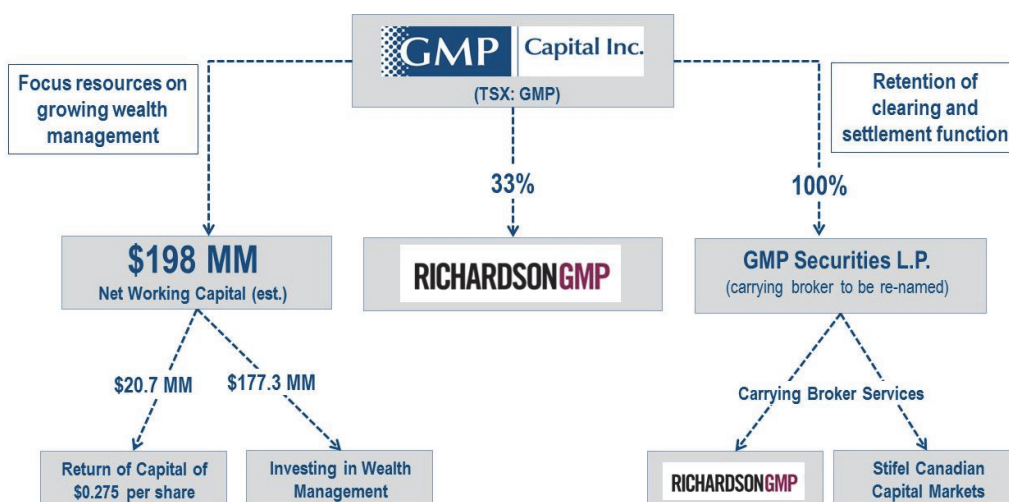 GMP Capital Inc.
(TSX: GMP)
Focus resources on
growing wealth
management
Retention of
clearing and
settlement function
33%
100%
$198 MM
Net Working Capital (est.)
RICHARDSONGMP
GMP Securities L.P.
(carrying broker to be re-named)
$20.7 MM
$177.3 MM
Carrying Broker Services
Return of Capital of
$0.275 per share
Investing in Wealth
Management
RICHARDSONGMP
Stifel Canadian
Capital Markets